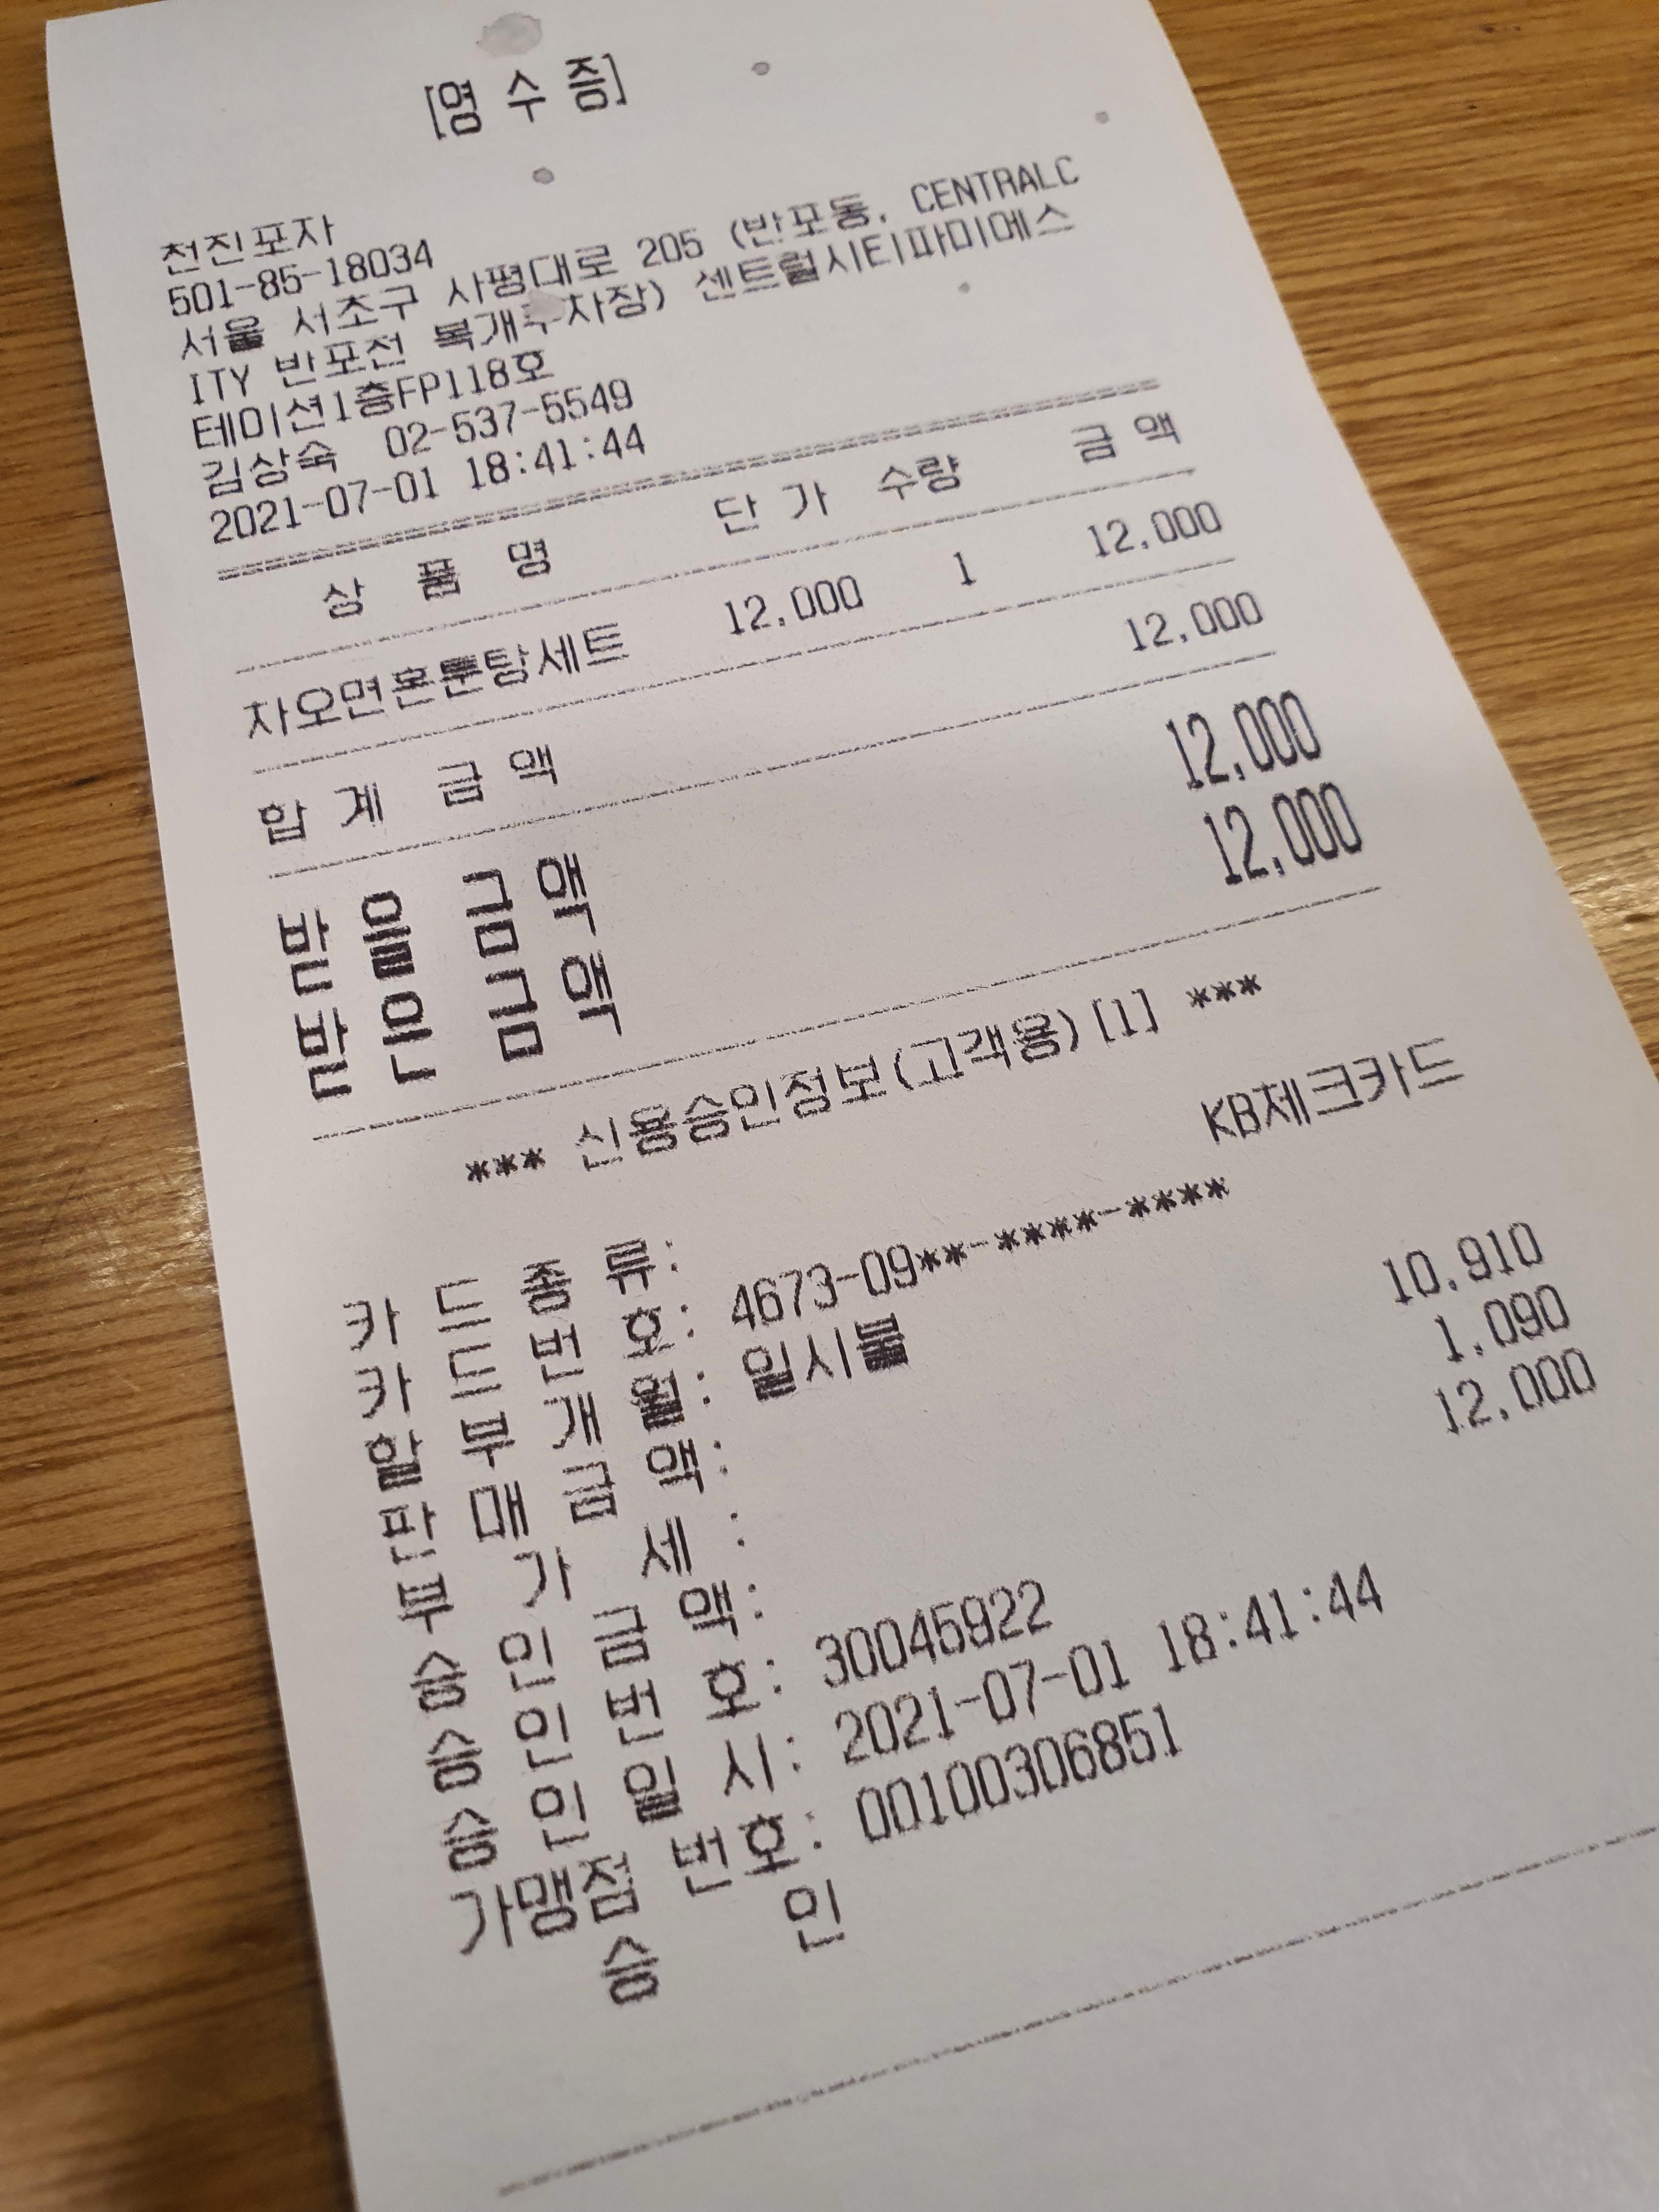 [영 수 증]
천진포자
501-85-18034
서울 서초구 사평대로 205 (반포동, CENTRALC
ITY 반포천 복개주차장) 센트럴시티파미에스
테이션1층FP118호
김상숙 02-537-5549
2021-07-01 18:41:44
상 품 명 단 가 수량 금 액
자오면훈툰탕세트 12,000 1 12,000
합 계 금 액 12,000
받 을 금 액 12,000
받 은 금 액 12,000
*** 신용승인정보(고객용)[1] ***
카 드 종 류: KB체크카드
카 드 번 호: 4673-09**-****-****
할 부 개 월: 일시불
판 매 금 액: 10,910
부 가 세 : 1,090
승 인 금 액: 12,000
승 인 번 호: 30045922
승 인 일 시: 2021-07-01 18:41:44
가맹점 번호: 00100306851
승 인